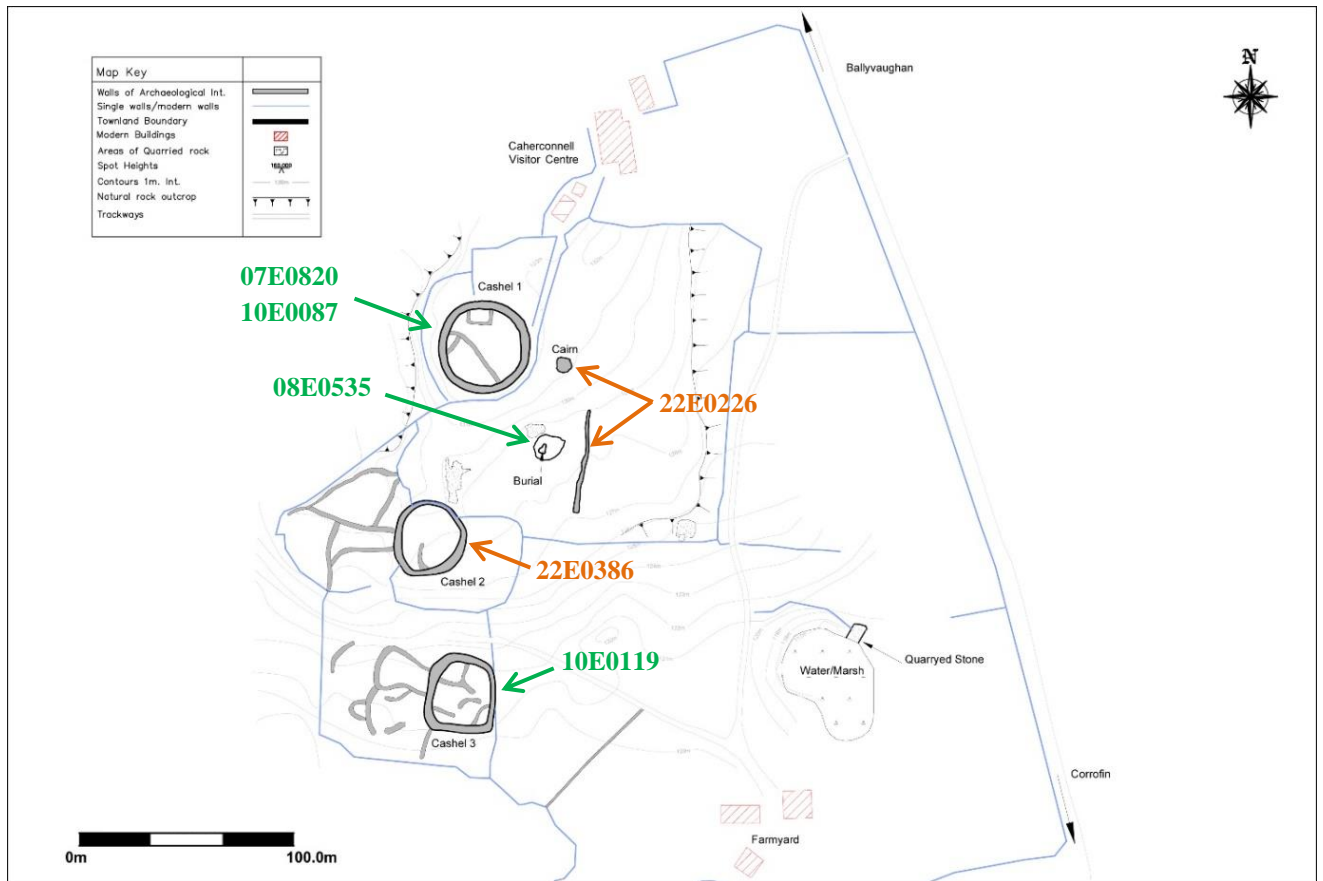 Map Key
Walls of Archaeological Int.
Single walls/modern walls
Townland Boundary
Modern Buildings
Areas of Quarried rock
Spot Heights
Contours 1m. Int.
Natural rock outcrop
Trackways
N
Ballyvaughan
Caherconnell
Visitor Centre
07E0820
10E0087
Cashel 1
Cairn
08E0535
22E0226
Burial
22E0386
Cashel 2
10E0119
Water/Marsh
Quarryed Stone
Cashel 3
Corrofin
Farmyard
0m
100.0m